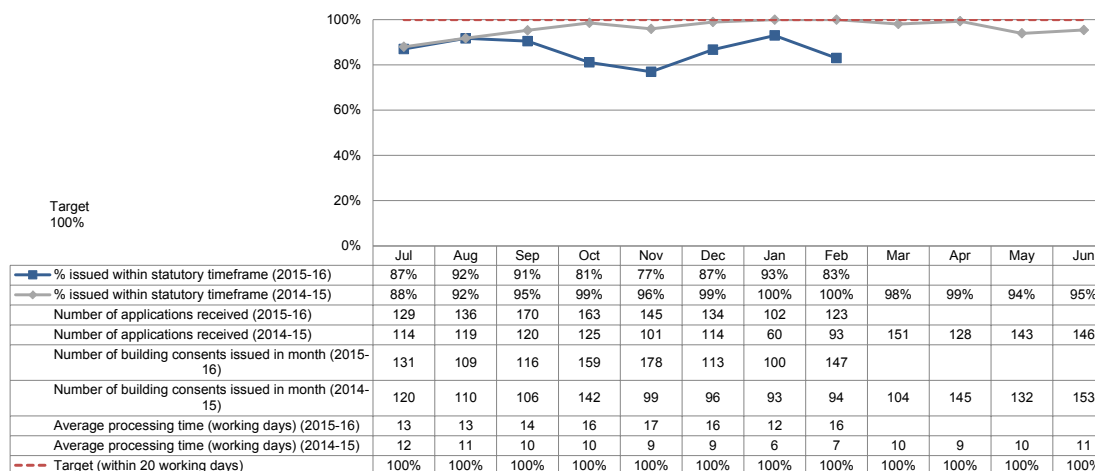 100%
80%
60%
40%
20%
0%
Target
100%
Jul Aug Sep Oct Nov Dec Jan Feb Mar Apr May Jun
% issued within statutory timeframe (2015-16) 87% 92% 91% 81% 77% 87% 93% 83%
% issued within statutory timeframe (2014-15) 88% 92% 95% 99% 96% 99% 100% 100% 98% 99% 94% 95%
Number of applications received (2015-16) 129 136 170 163 145 134 102 123
Number of applications received (2014-15) 114 119 120 125 101 114 60 93 151 128 143 146
Number of building consents issued in month (2015-
16) 131 109 116 159 178 113 100 147
Number of building consents issued in month (2014-
15) 120 110 106 142 99 96 93 94 104 145 132 153
Average processing time (working days) (2015-16) 13 13 14 16 17 16 12 16
Average processing time (working days) (2014-15) 12 11 10 10 9 9 6 7 10 9 10 11
Target (within 20 working days) 100% 100% 100% 100% 100% 100% 100% 100% 100% 100% 100% 100%